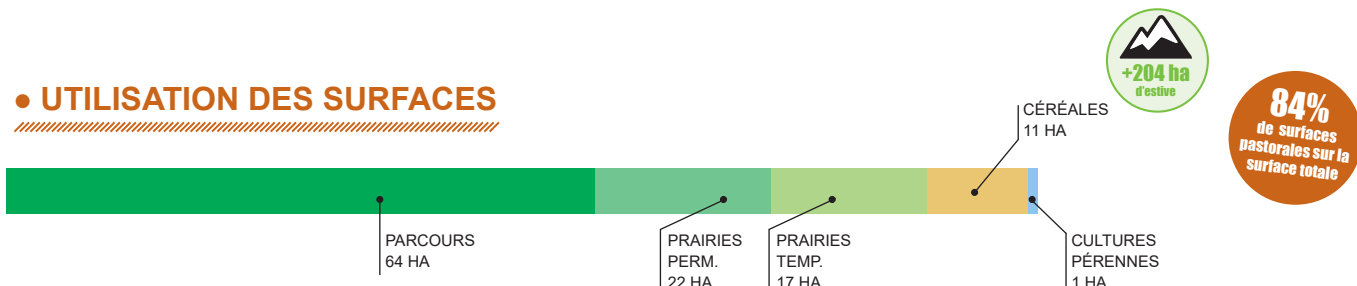 +204 ha
d'estive
● UTILISATION DES SURFACES
84%
de surfaces
pastorales sur la
surface totale
CÉRÉALES
11 HA
PARCOURS
64 HA
PRAIRIES
PERM.
22 HA
PRAIRIES
TEMP.
17 HA
CULTURES
PÉRENNES
1 HA